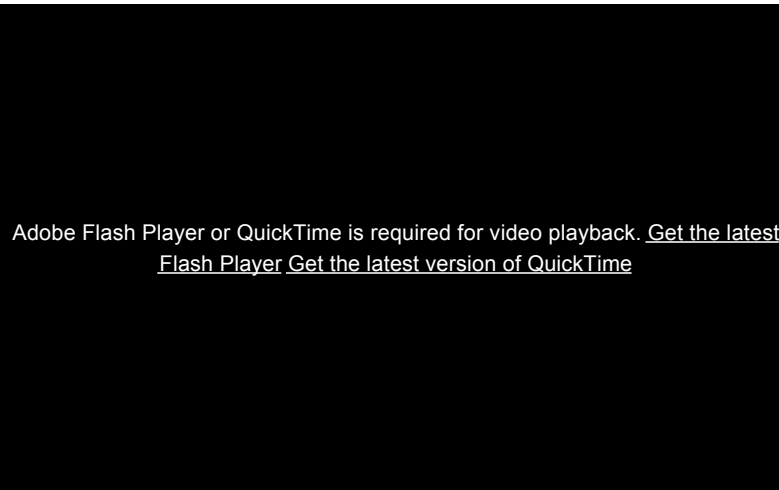 Adobe Flash Player or QuickTime is required for video playback. Get the latest
Flash Player Get the latest version of QuickTime